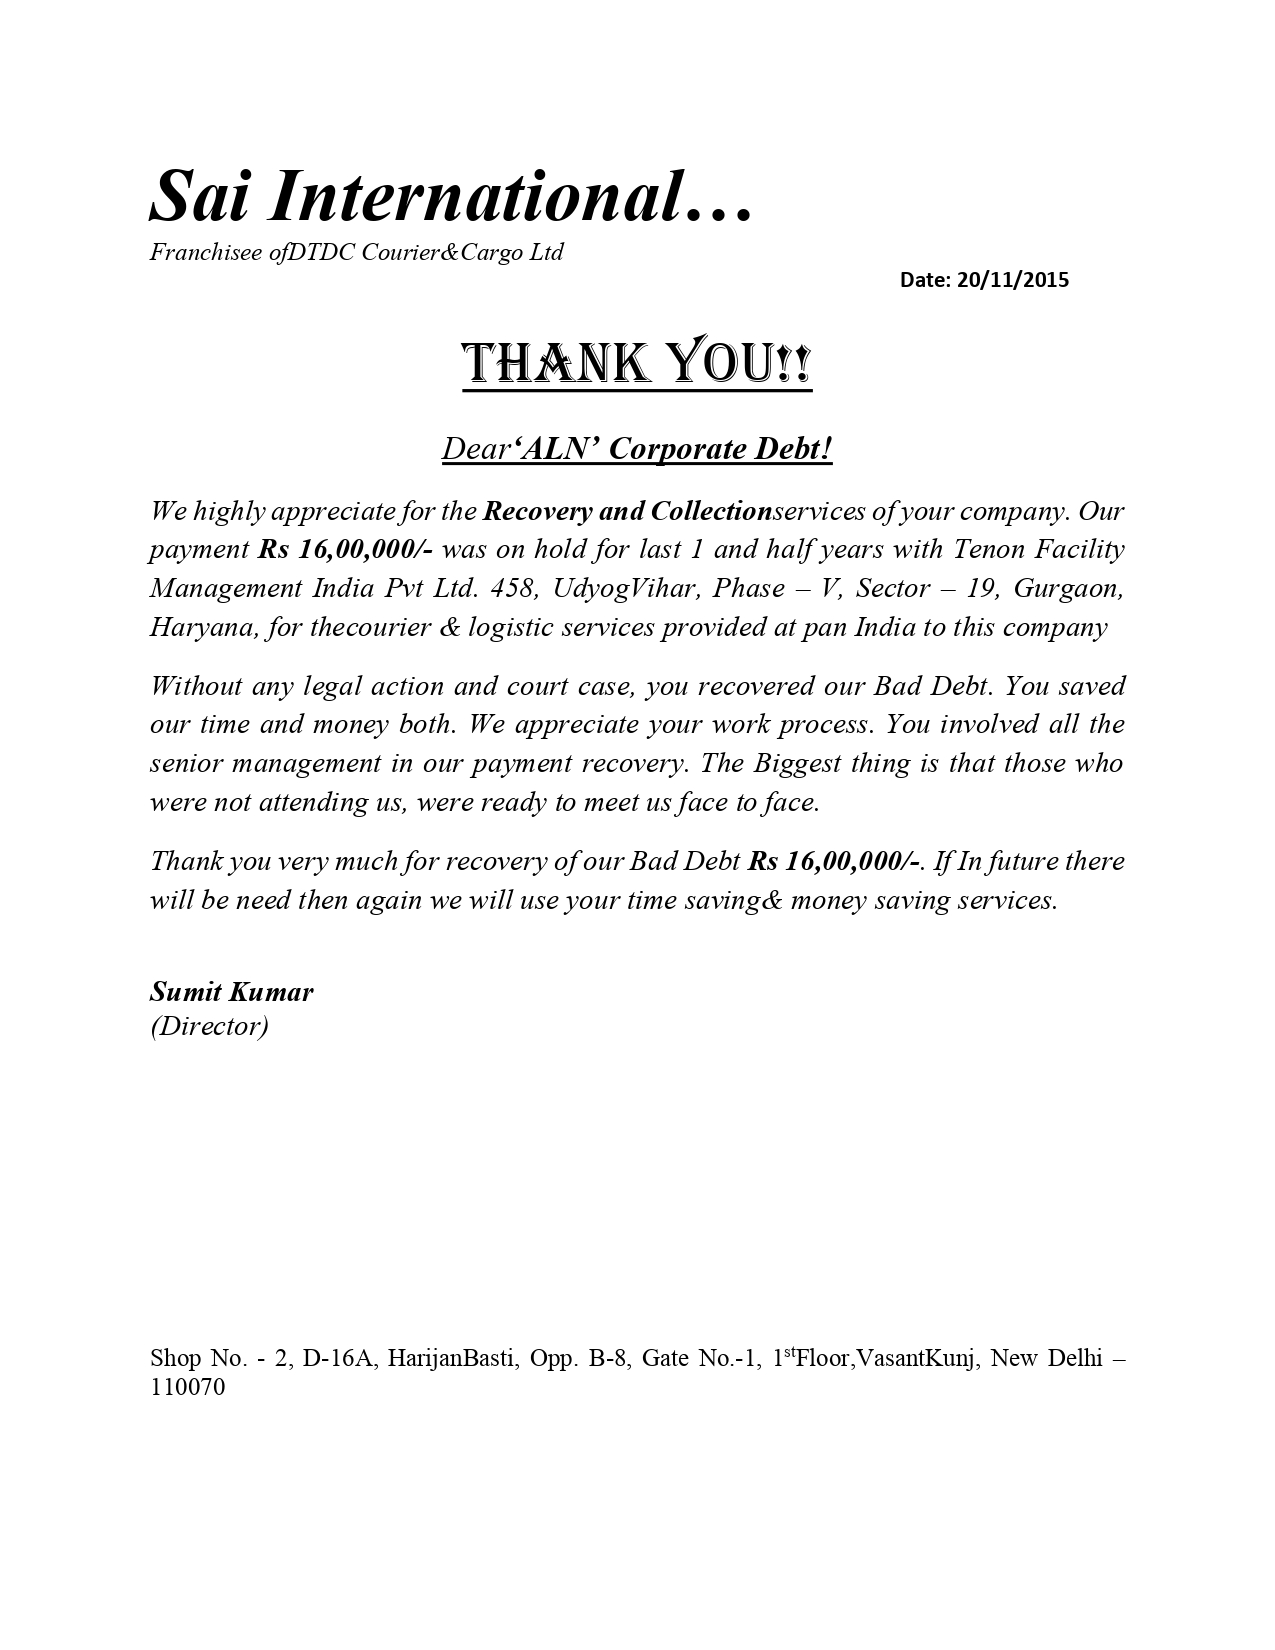 Sai International…
Franchisee ofDTDC Courier&Cargo Ltd
Date: 20/11/2015
THANK YOU!!
Dear‘ALN’ Corporate Debt!
We highly appreciate for the Recovery and Collectionservices of your company. Our
payment Rs 16,00,000/- was on hold for last 1 and half years with Tenon Facility
Management India Pvt Ltd. 458, UdyogVihar, Phase – V, Sector – 19, Gurgaon,
Haryana, for thecourier & logistic services provided at pan India to this company
Without any legal action and court case, you recovered our Bad Debt. You saved
our time and money both. We appreciate your work process. You involved all the
senior management in our payment recovery. The Biggest thing is that those who
were not attending us, were ready to meet us face to face.
Thank you very much for recovery of our Bad Debt Rs 16,00,000/-. If In future there
will be need then again we will use your time saving& money saving services.
Sumit Kumar
(Director)
Shop No. - 2, D-16A, HarijanBasti, Opp. B-8, Gate No.-1, 1stFloor,VasantKunj, New Delhi –
110070